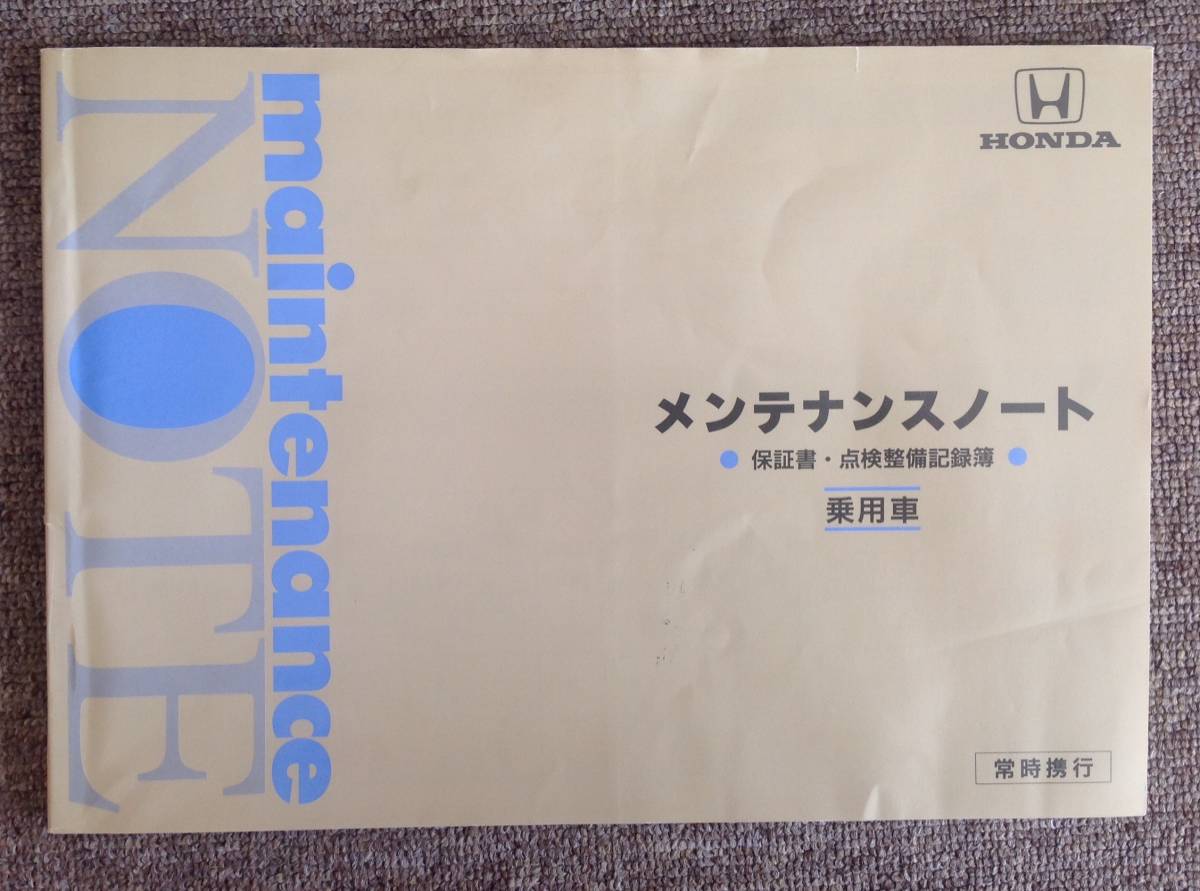 maintenance
NOTE
HONDA
メンテナンスノート
● 保証書・点検整備記録簿 ●
乗用車
常時携行